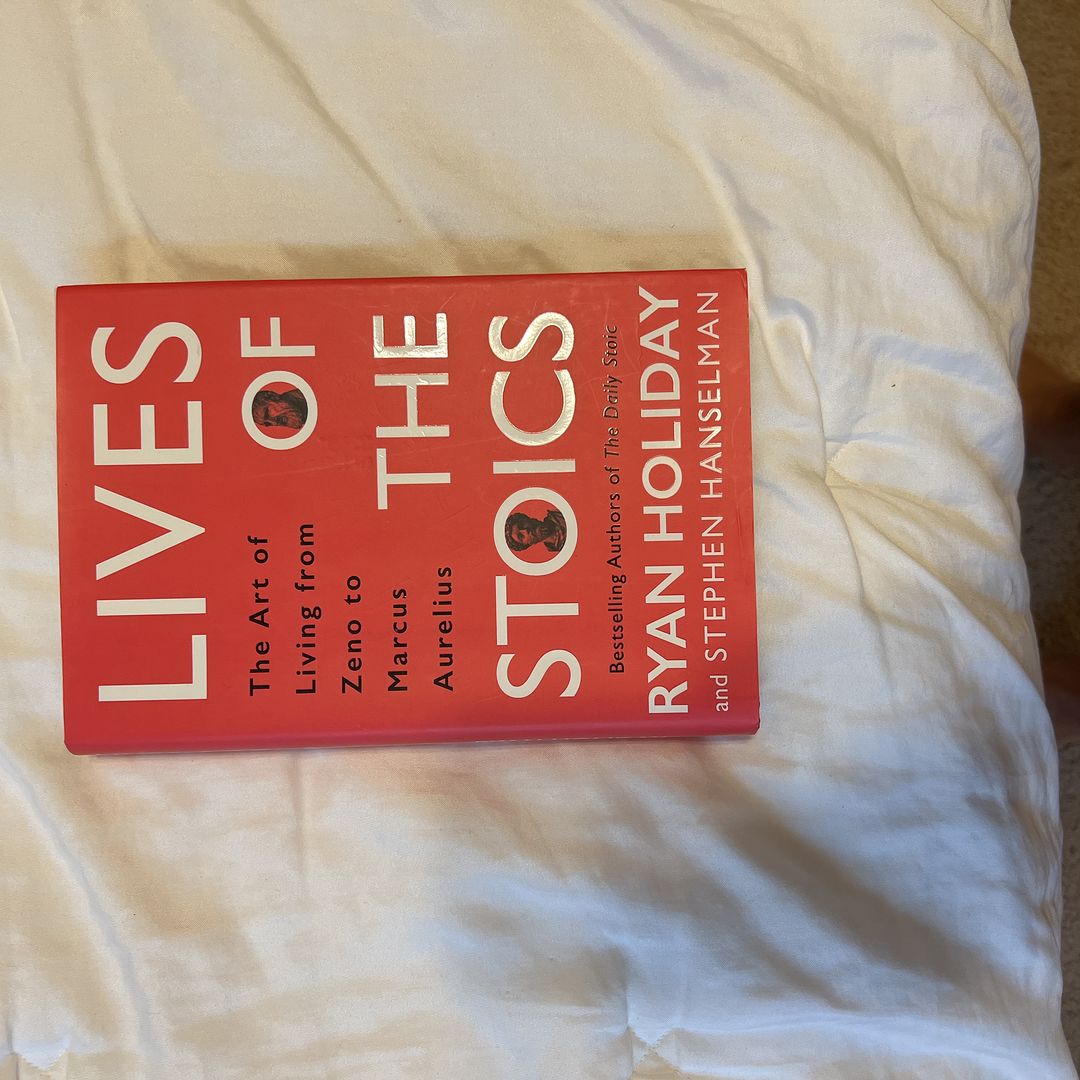 LIVES
OF
The Art of
Living from
Zeno to
Marcus
Aurelius
THE
STOICS
Bestselling Authors of The Daily Stoic
RYAN HOLIDAY
and STEPHEN HANSELMAN